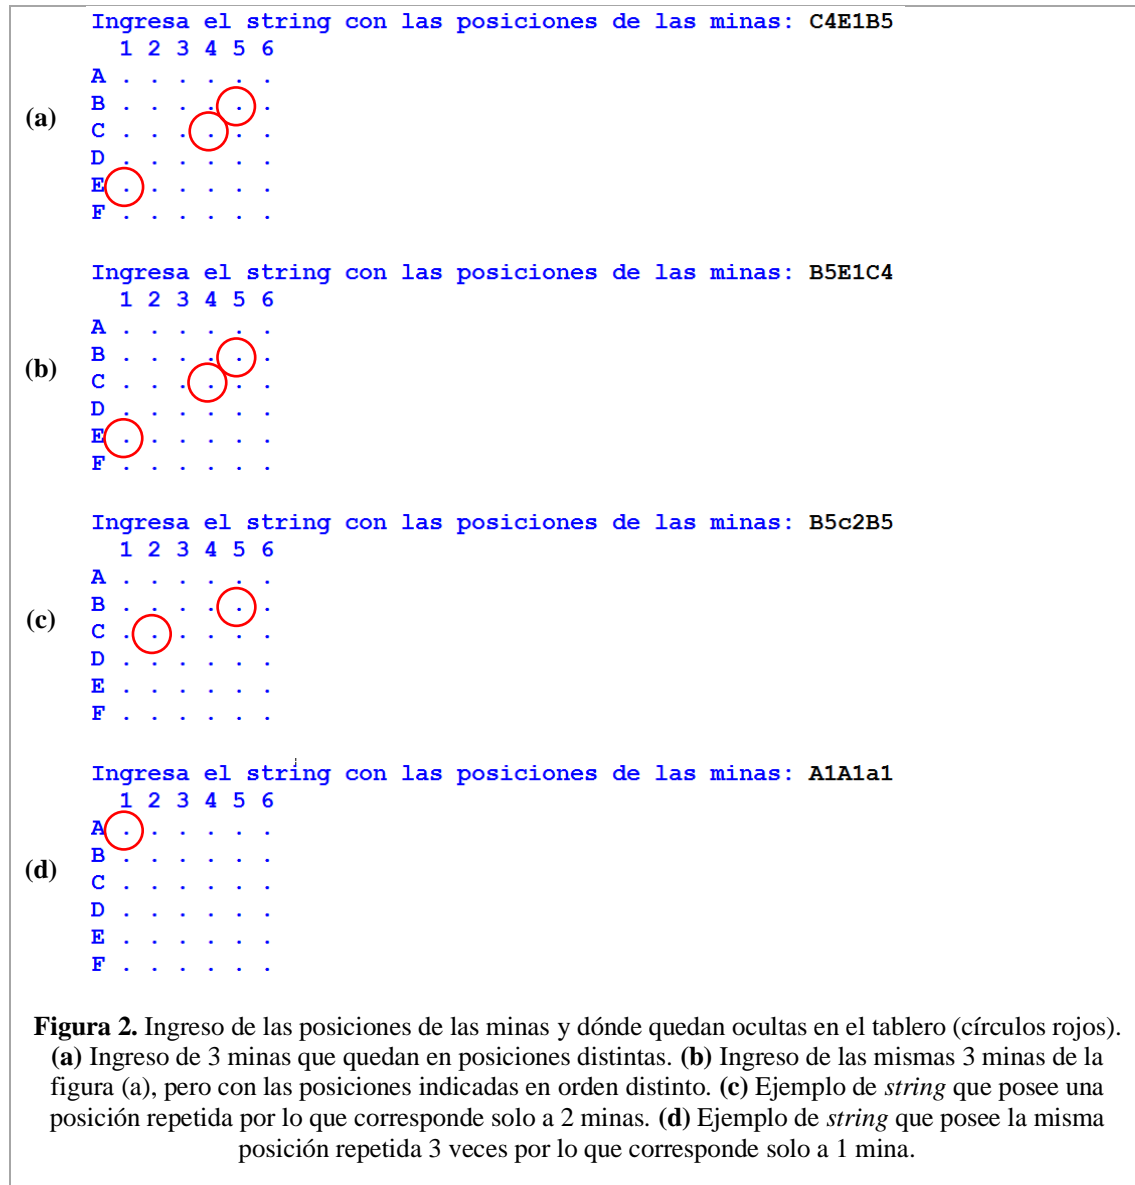 Ingresa el string con las posiciones de las minas: C4E1B5
1 2 3 4 5 6
A . . . . . .
B . . . . . .
(a)
C . . . . . .
D . . . . . .
E . . . . . .
F . . . . . .
Ingresa el string con las posiciones de las minas: B5E1C4
1 2 3 4 5 6
A . . . . . .
B . . . . . .
(b)
C . . . . . .
D . . . . . .
E . . . . . .
F . . . . . .
Ingresa el string con las posiciones de las minas: B5c2B5
1 2 3 4 5 6
A . . . . . .
B . . . . . .
(c)
C . . . . . .
D . . . . . .
E . . . . . .
F . . . . . .
Ingresa el string con las posiciones de las minas: A1A1a1
1 2 3 4 5 6
A . . . . . .
B . . . . . .
(d)
C . . . . . .
D . . . . . .
E . . . . . .
F . . . . . .
Figura 2. Ingreso de las posiciones de las minas y dónde quedan ocultas en el tablero (círculos rojos).
(a) Ingreso de 3 minas que quedan en posiciones distintas. (b) Ingreso de las mismas 3 minas de la
figura (a), pero con las posiciones indicadas en orden distinto. (c) Ejemplo de string que posee una
posición repetida por lo que corresponde solo a 2 minas. (d) Ejemplo de string que posee la misma
posición repetida 3 veces por lo que corresponde solo a 1 mina.